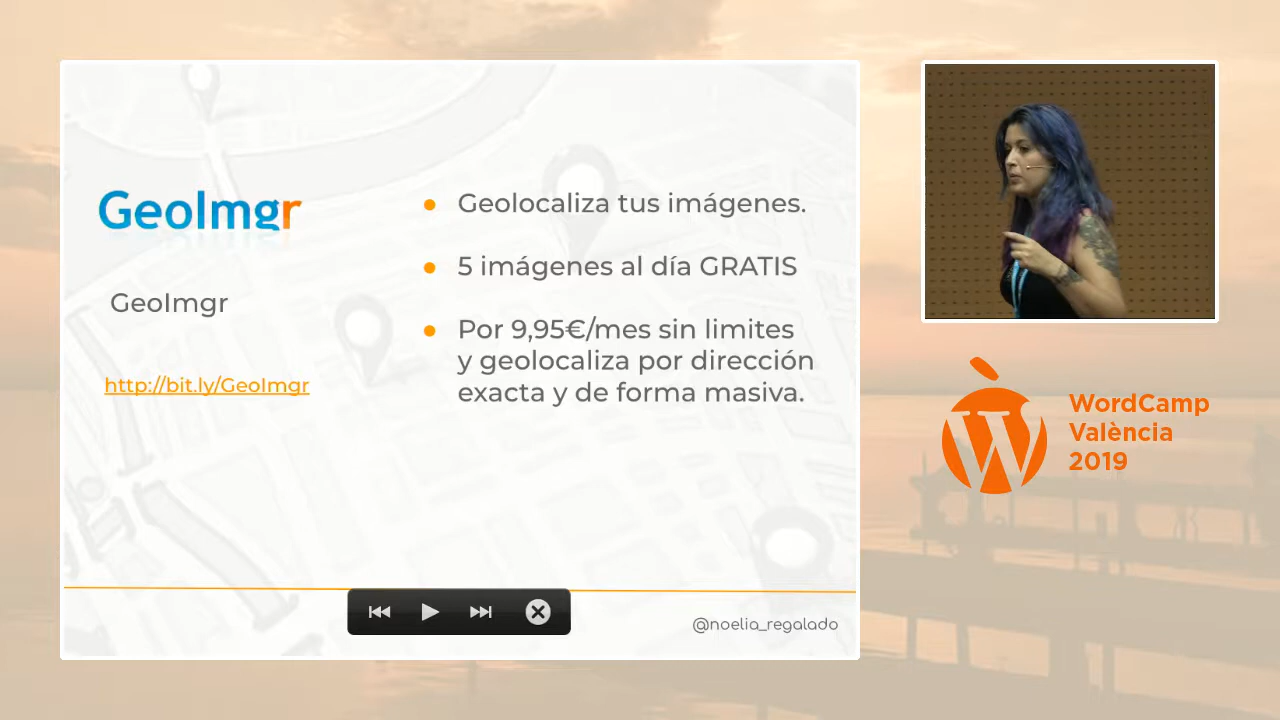 GeoImgr
GeoImgr
http://bit.ly/GeoImgr
Geolocaliza tus imágenes.
5 imágenes al día GRATIS
Por 9,95€/mes sin limites
y geolocaliza por dirección
exacta y de forma masiva.
@noelia_regalado
WordCamp
València
2019